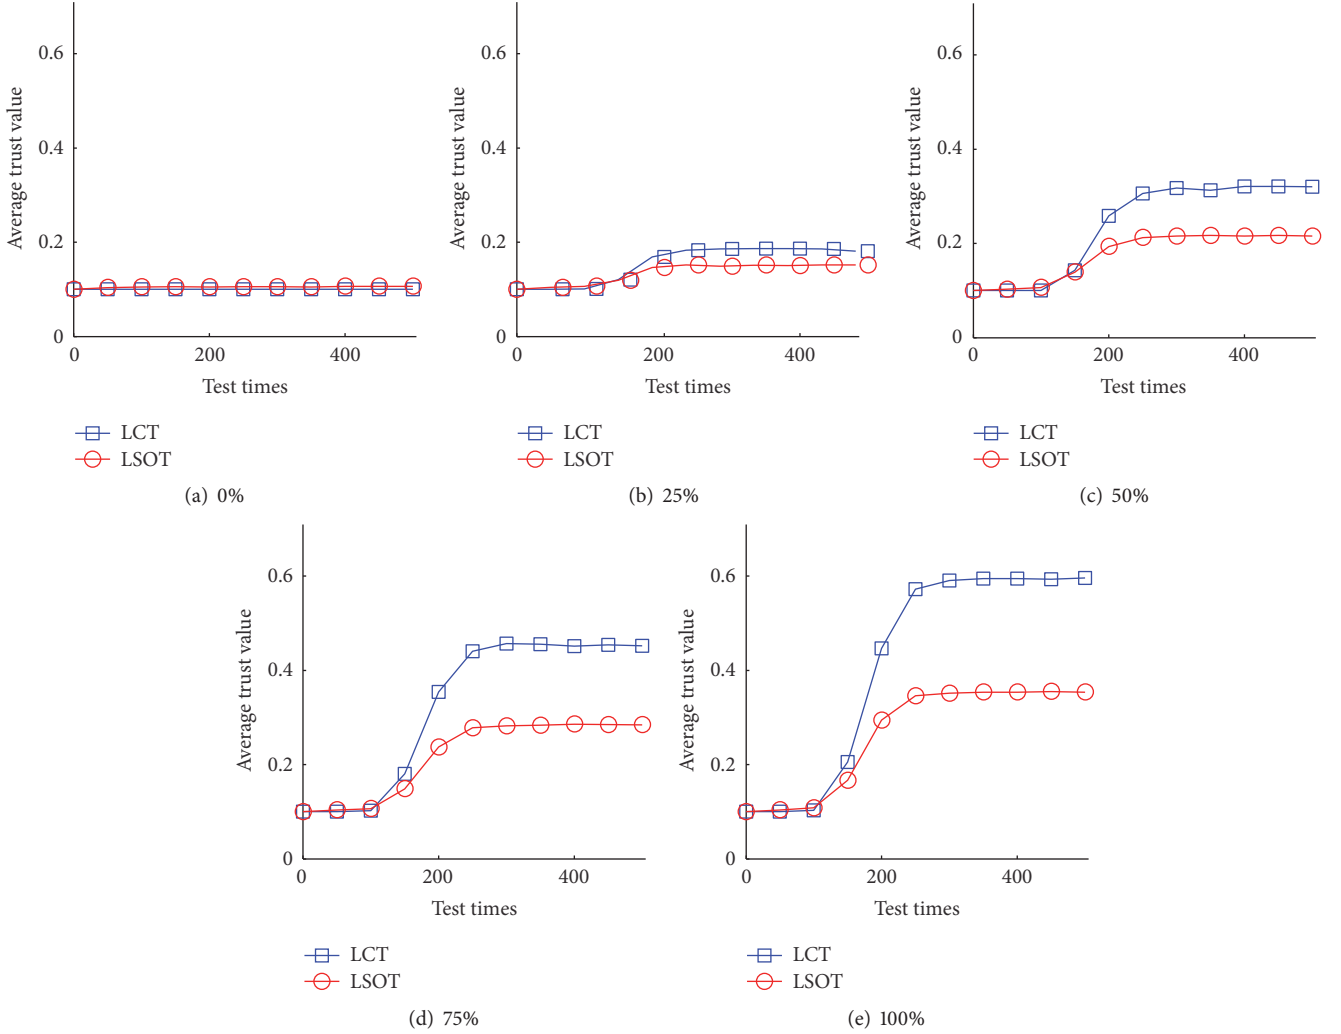 Average trust value
0.6
0.4
0.2
0
0
200
400
Test times
LCT
LSOT
(a) 0%
Average trust value
0.6
0.4
0.2
0
0
200
400
Test times
LCT
LSOT
(b) 25%
Average trust value
0.6
0.4
0.2
0
0
200
400
Test times
LCT
LSOT
(c) 50%
Average trust value
0.6
0.4
0.2
0
0
200
400
Test times
LCT
LSOT
(d) 75%
Average trust value
0.6
0.4
0.2
0
0
200
400
Test times
LCT
LSOT
(e) 100%